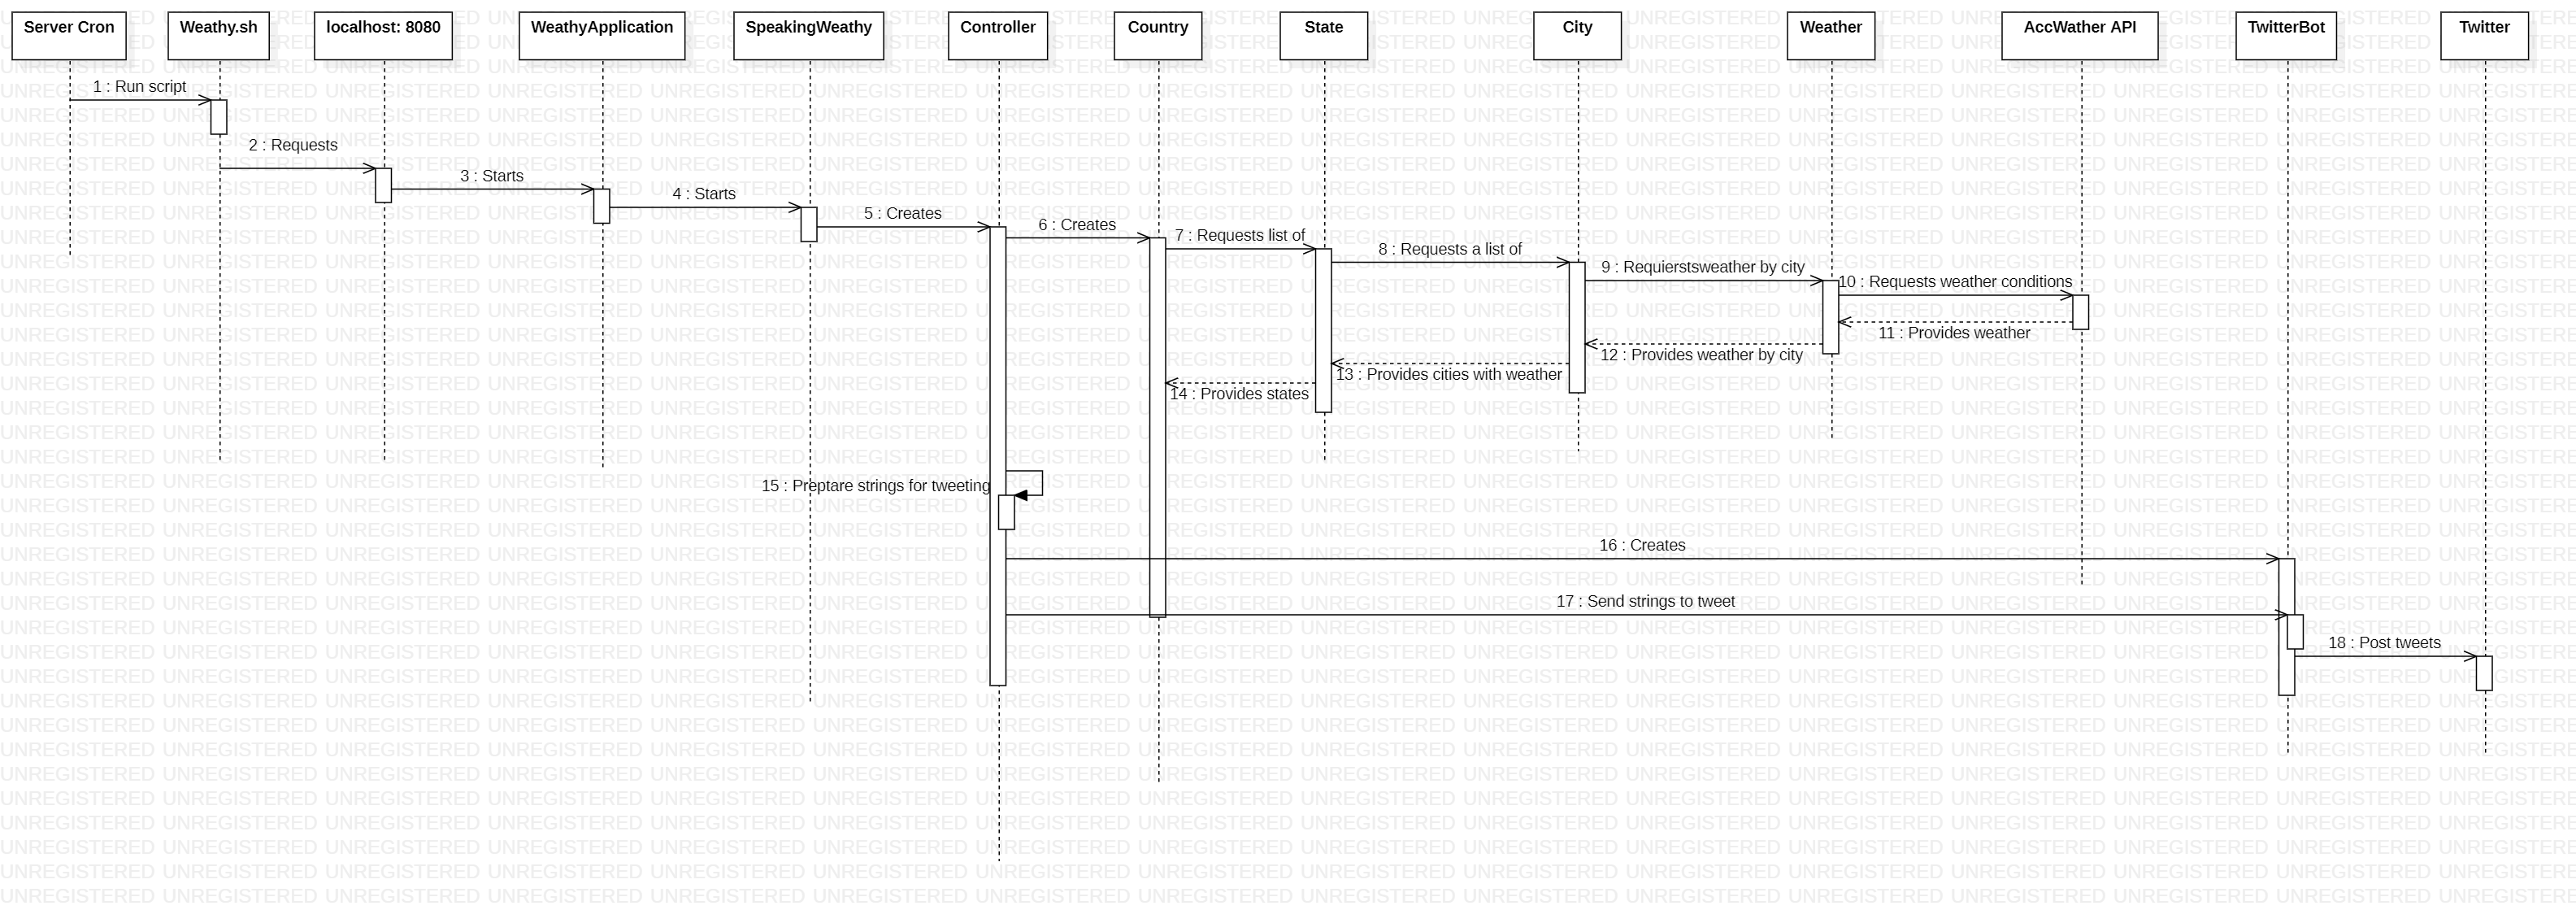 Server Cron
Weathy.sh
localhost: 8080
WeathyApplication
SpeakingWeathy
Controller
Country
State
City
Weather
AccWather API
TwitterBot
Twitter
1 : Run script
2 : Requests
3 : Starts
4 : Starts
5 : Creates
6 : Creates
7 : Requests list of
8 : Requests a list of
9 : Requierstsweather by city
10 : Requests weather conditions
11 : Provides weather
12 : Provides weather by city
13 : Provides cities with weather
14 : Provides states
15 : Preptare strings for tweeting
16 : Creates
17 : Send strings to tweet
18 : Post tweets
UNREGISTERED